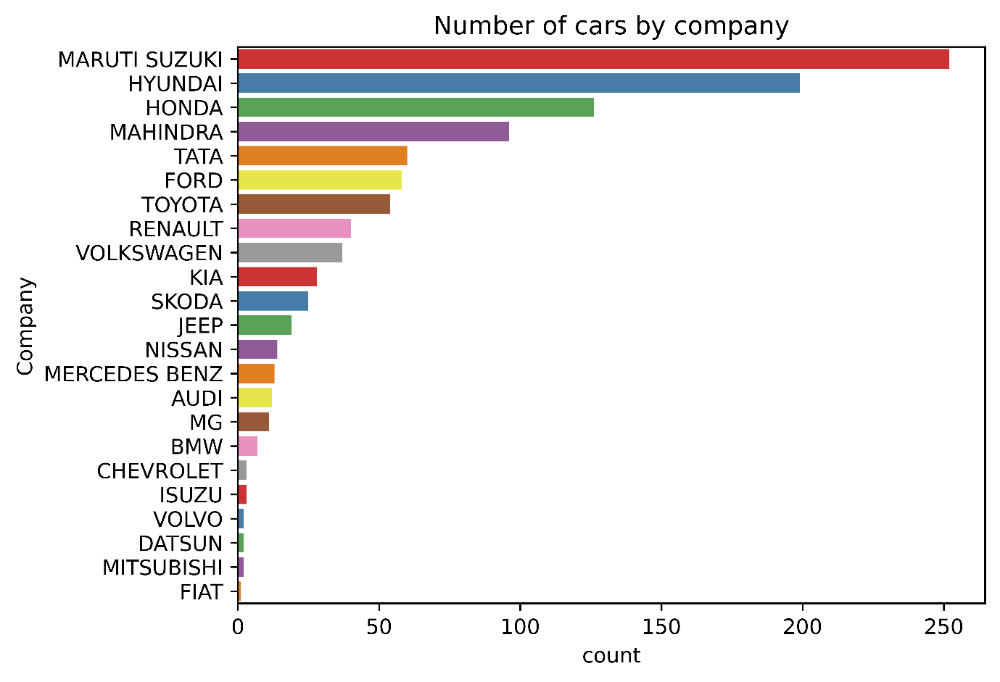 Number of cars by company
MARUTI SUZUKI
HYUNDAI
HONDA
MAHINDRA
TATA
FORD
TOYOTA
RENAULT
VOLKSWAGEN
KIA
SKODA
JEEP
NISSAN
MERCEDES BENZ
AUDI
MG
BMW
CHEVROLET
ISUZU
VOLVO
DATSUN
MITSUBISHI
FIAT
Company
0 50 100 150 200 250
count